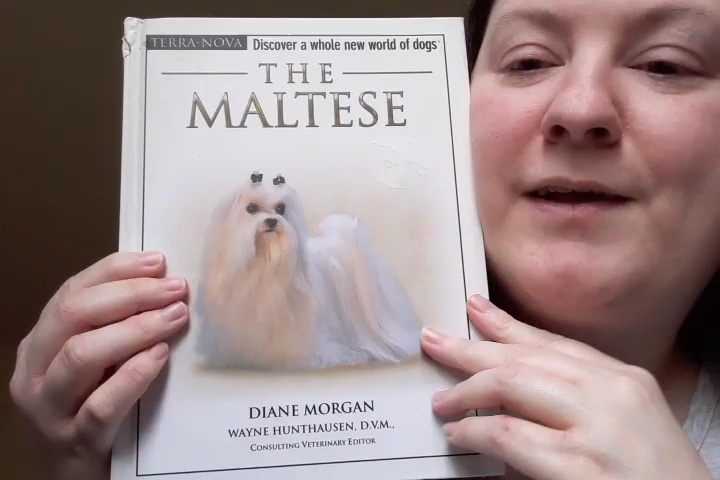 TERRA-NOVA Discover a whole new world of dogs®
THE
MALTESE
DIANE MORGAN
WAYNE HUNTHAUSEN, D.V.M.,
CONSULTING VETERINARY EDITOR